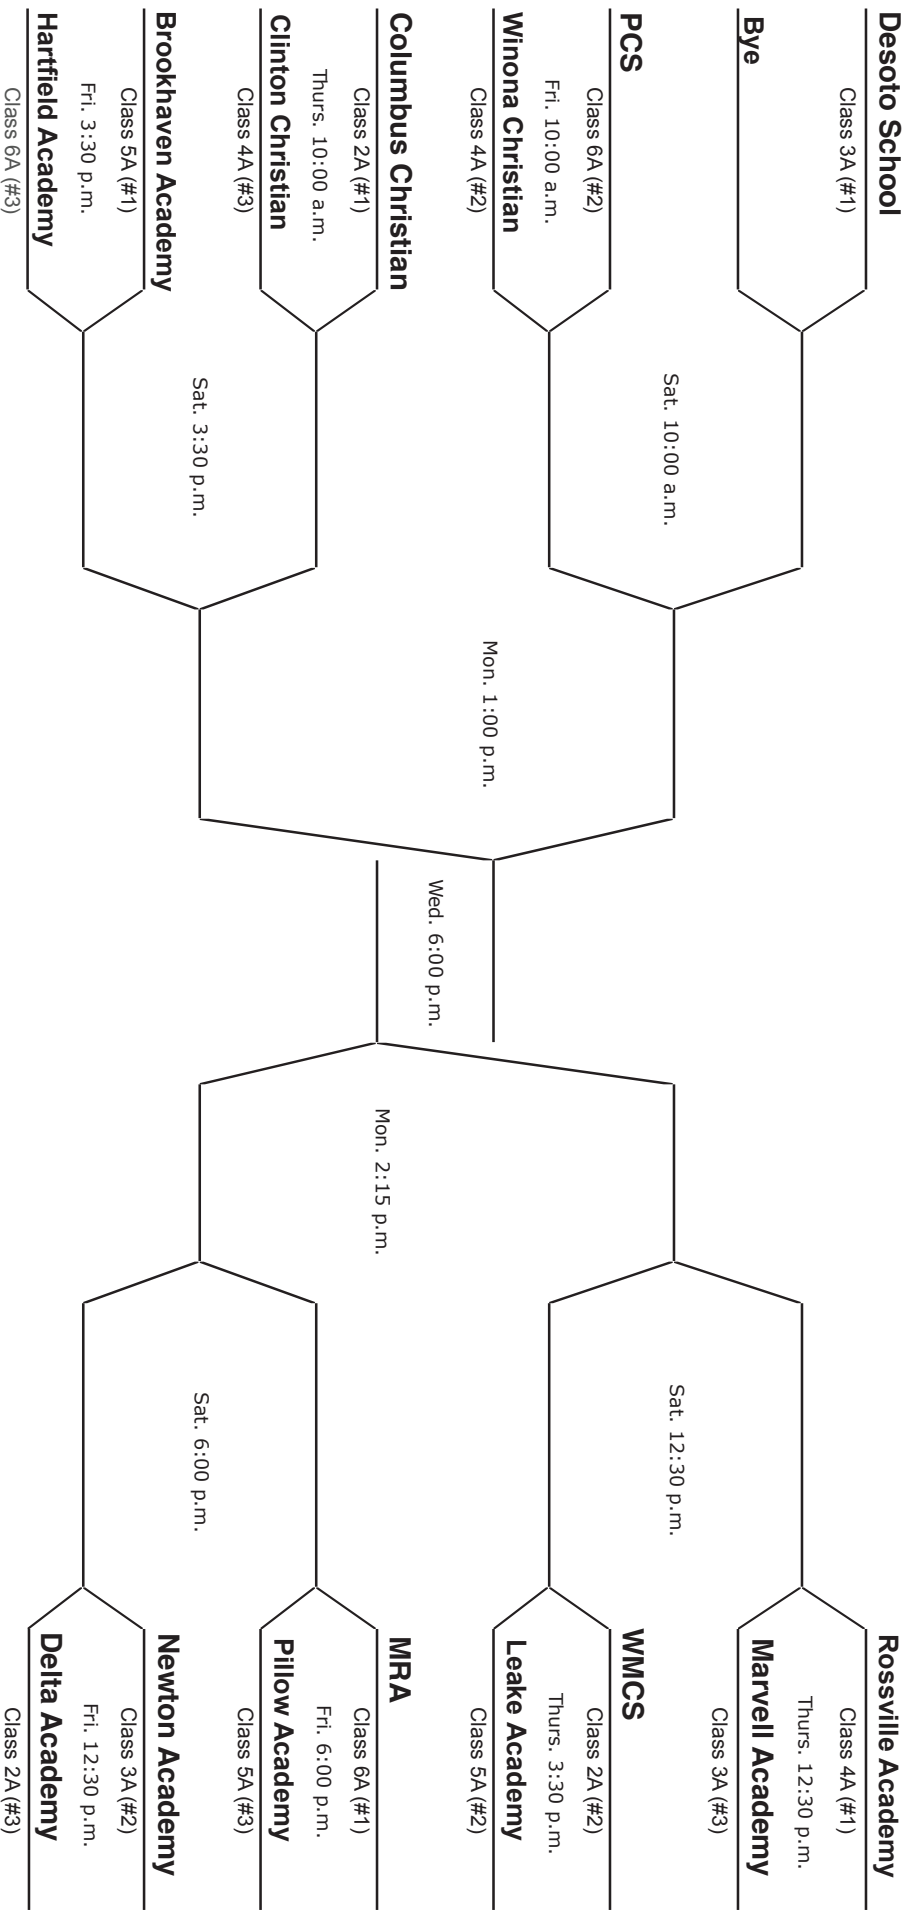 Desoto School
Class 3A (#1)
Bye
PCS
Class 6A (#2)
Fri. 10:00 a.m.
Winona Christian
Class 4A (#2)
Columbus Christian
Class 2A (#1)
Thurs. 10:00 a.m.
Clinton Christian
Class 4A (#3)
Brookhaven Academy
Class 5A (#1)
Fri. 3:30 p.m.
Hartfield Academy
Class 6A (#3)
Sat. 10:00 a.m.
Sat. 3:30 p.m.
Mon. 1:00 p.m.
Wed. 6:00 p.m.
Mon. 2:15 p.m.
Sat. 12:30 p.m.
Sat. 6:00 p.m.
Rossville Academy
Class 4A (#1)
Thurs. 12:30 p.m.
Marvell Academy
Class 3A (#3)
WMCS
Class 2A (#2)
Thurs. 3:30 p.m.
Leake Academy
Class 5A (#2)
MRA
Class 6A (#1)
Fri. 6:00 p.m.
Pillow Academy
Class 5A (#3)
Newton Academy
Class 3A (#2)
Fri. 12:30 p.m.
Delta Academy
Class 2A (#3)